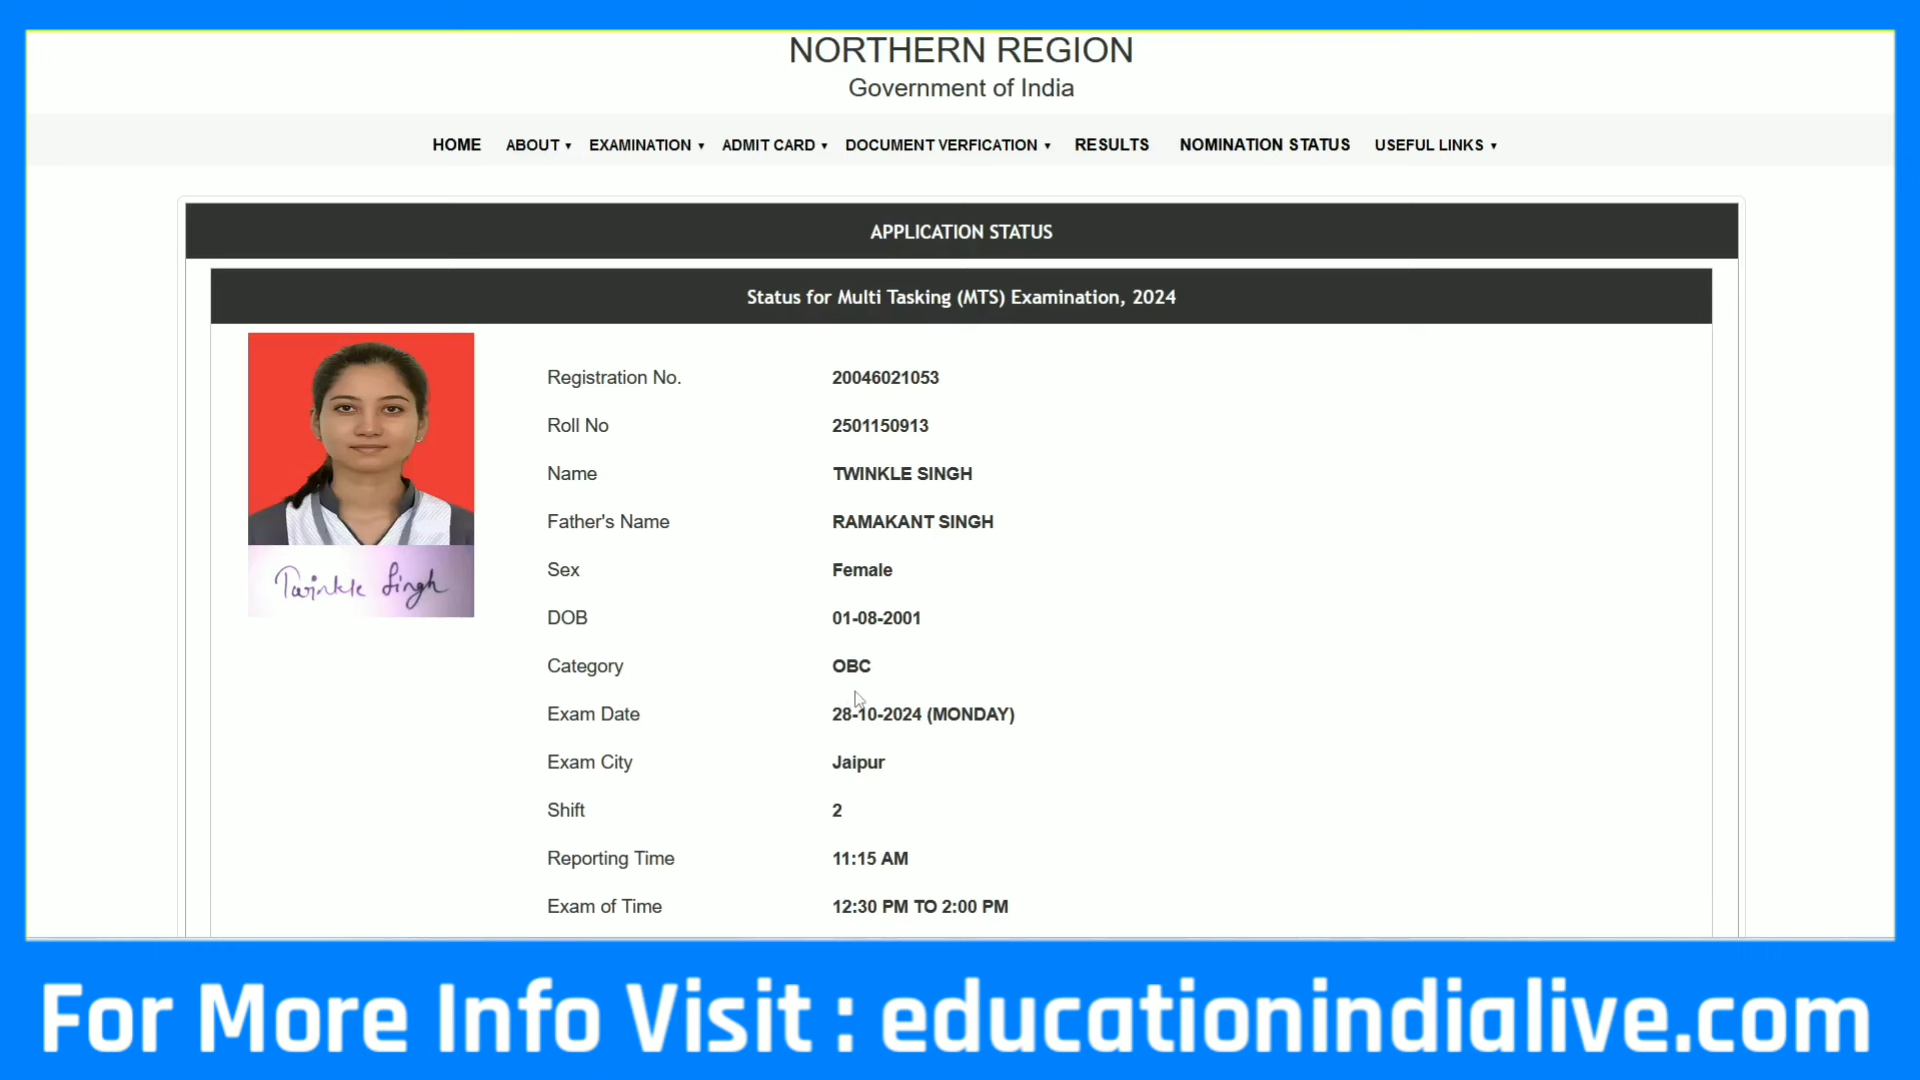 NORTHERN REGION
Government of India
HOME ABOUT ▾ EXAMINATION ▾ ADMIT CARD ▾ DOCUMENT VERFICATION ▾ RESULTS NOMINATION STATUS USEFUL LINKS ▾
APPLICATION STATUS
Status for Multi Tasking (MTS) Examination, 2024
Registration No. 20046021053
Roll No 2501150913
Name TWINKLE SINGH
Father's Name RAMAKANT SINGH
Sex Female
Twinkle Singh
DOB 01-08-2001
Category OBC
Exam Date 28-10-2024 (MONDAY)
Exam City Jaipur
Shift 2
Reporting Time 11:15 AM
Exam of Time 12:30 PM TO 2:00 PM
For More Info Visit : educationindialive.com